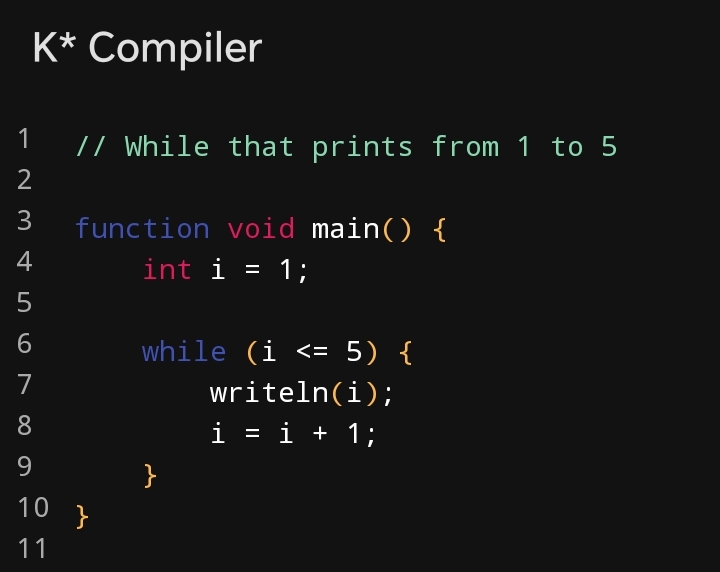 K* Compiler
1 // While that prints from 1 to 5
2
3 function void main() {
4     int i = 1;
5
6     while (i <= 5) {
7         writeln(i);
8         i = i + 1;
9     }
10 }
11